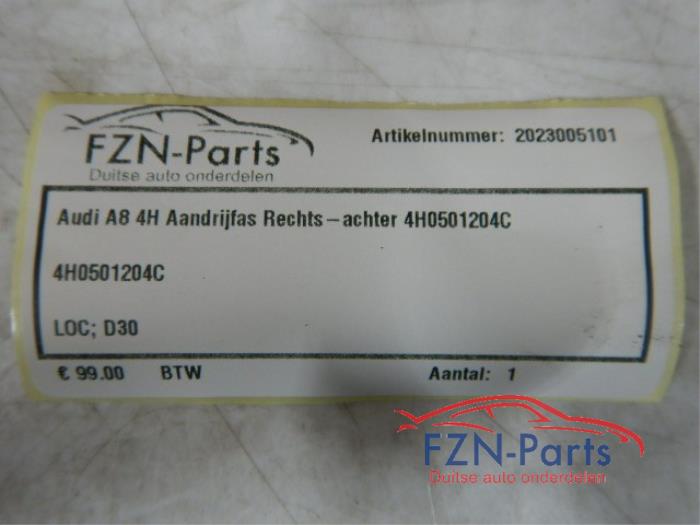 FZN-Parts
Duitse auto onderdelen
Artikelnummer: 2023005101
Audi A8 4H Aandrijfas Rechts-achter 4H0501204C
4H0501204C
LOC; D30
€ 99.00 BTW Aantal: 1
FZN-Parts
Duitse auto onderdelen